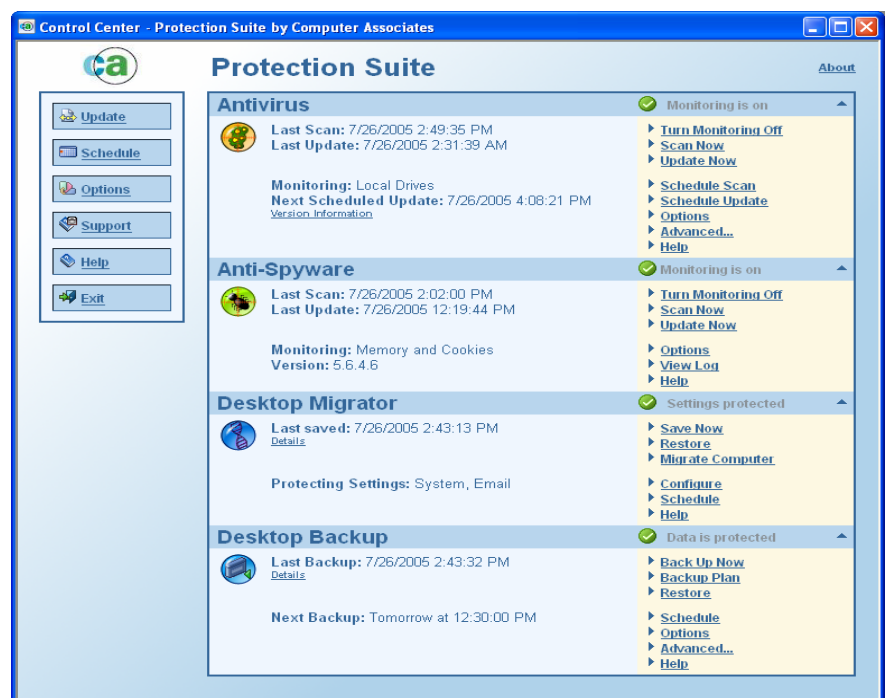 Control Center - Protection Suite by Computer Associates
ca
Protection Suite
About
Update
Schedule
Options
Support
Help
Exit
Antivirus
Monitoring is on
Last Scan: 7/26/2005 2:49:35 PM
Last Update: 7/26/2005 2:31:39 AM
Monitoring: Local Drives
Next Scheduled Update: 7/26/2005 4:08:21 PM
Version Information
Turn Monitoring Off
Scan Now
Update Now
Schedule Scan
Schedule Update
Options
Advanced...
Help
Anti-Spyware
Monitoring is on
Last Scan: 7/26/2005 2:02:00 PM
Last Update: 7/26/2005 12:19:44 PM
Monitoring: Memory and Cookies
Version: 5.6.4.6
Turn Monitoring Off
Scan Now
Update Now
Options
View Log
Help
Desktop Migrator
Settings protected
Last saved: 7/26/2005 2:43:13 PM
Details
Protecting Settings: System, Email
Save Now
Restore
Migrate Computer
Configure
Schedule
Help
Desktop Backup
Data is protected
Last Backup: 7/26/2005 2:43:32 PM
Details
Next Backup: Tomorrow at 12:30:00 PM
Back Up Now
Backup Plan
Restore
Schedule
Options
Advanced...
Help